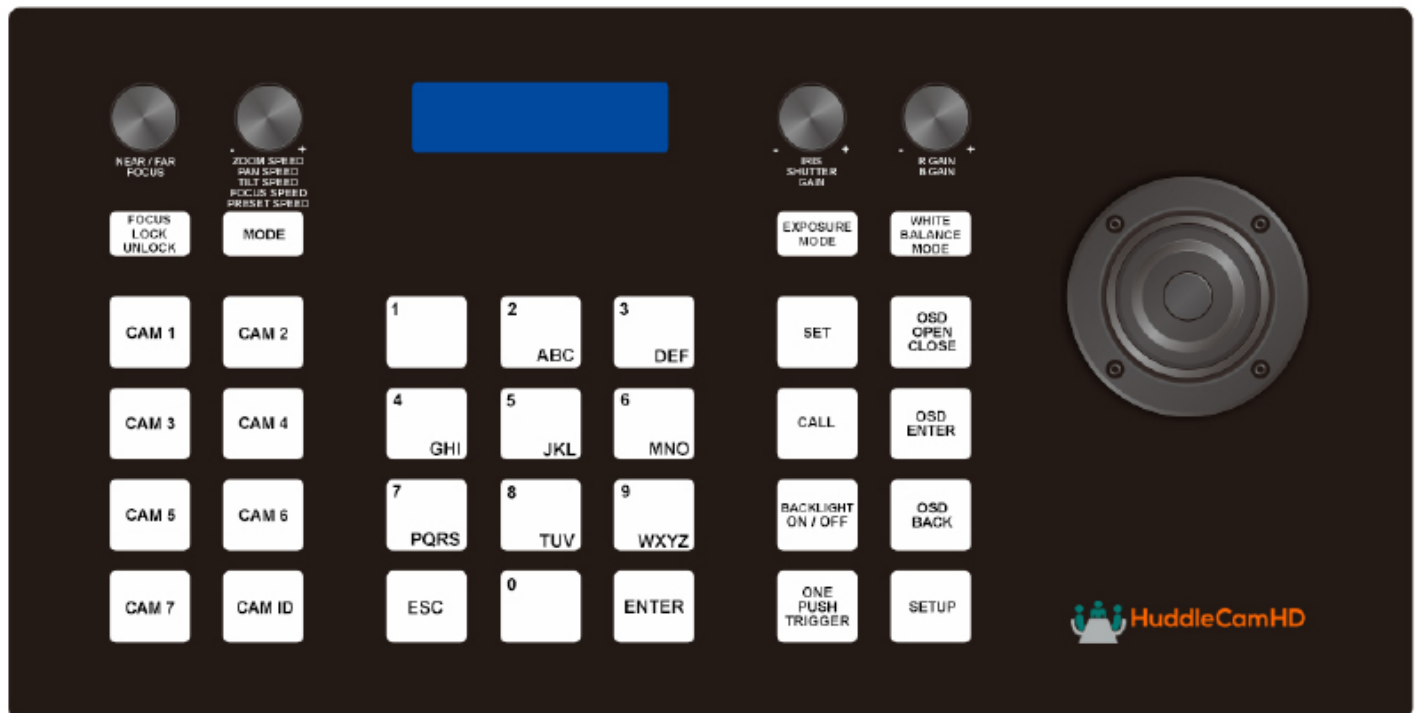 - +
- +
- +
NEAR / FAR
FOCUS
ZOOM SPEED
PAN SPEED
TILT SPEED
FOCUS SPEED
PRESET SPEED
IRIS
SHUTTER
GAIN
R GAIN
B GAIN
FOCUS
LOCK
UNLOCK
MODE
EXPOSURE
MODE
WHITE
BALANCE
MODE
CAM 1
CAM 2
1
2
ABC
3
DEF
SET
OSD
OPEN
CLOSE
CAM 3
CAM 4
4
GHI
5
JKL
6
MNO
CALL
OSD
ENTER
CAM 5
CAM 6
7
PQRS
8
TUV
9
WXYZ
BACKLIGHT
ON / OFF
OSD
BACK
CAM 7
CAM ID
ESC
0
ENTER
ONE
PUSH
TRIGGER
SETUP
HuddleCamHD